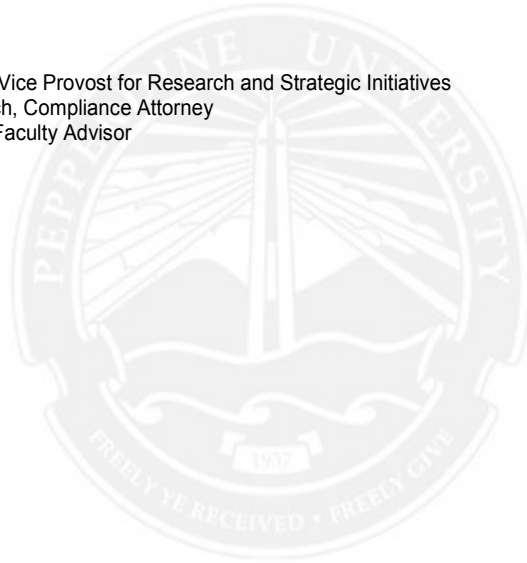 Vice Provost for Research and Strategic Initiatives
ch, Compliance Attorney
Faculty Advisor
PEPPERDINE UNIVERSITY
1937
FREELY YE RECEIVED • FREELY GIVE